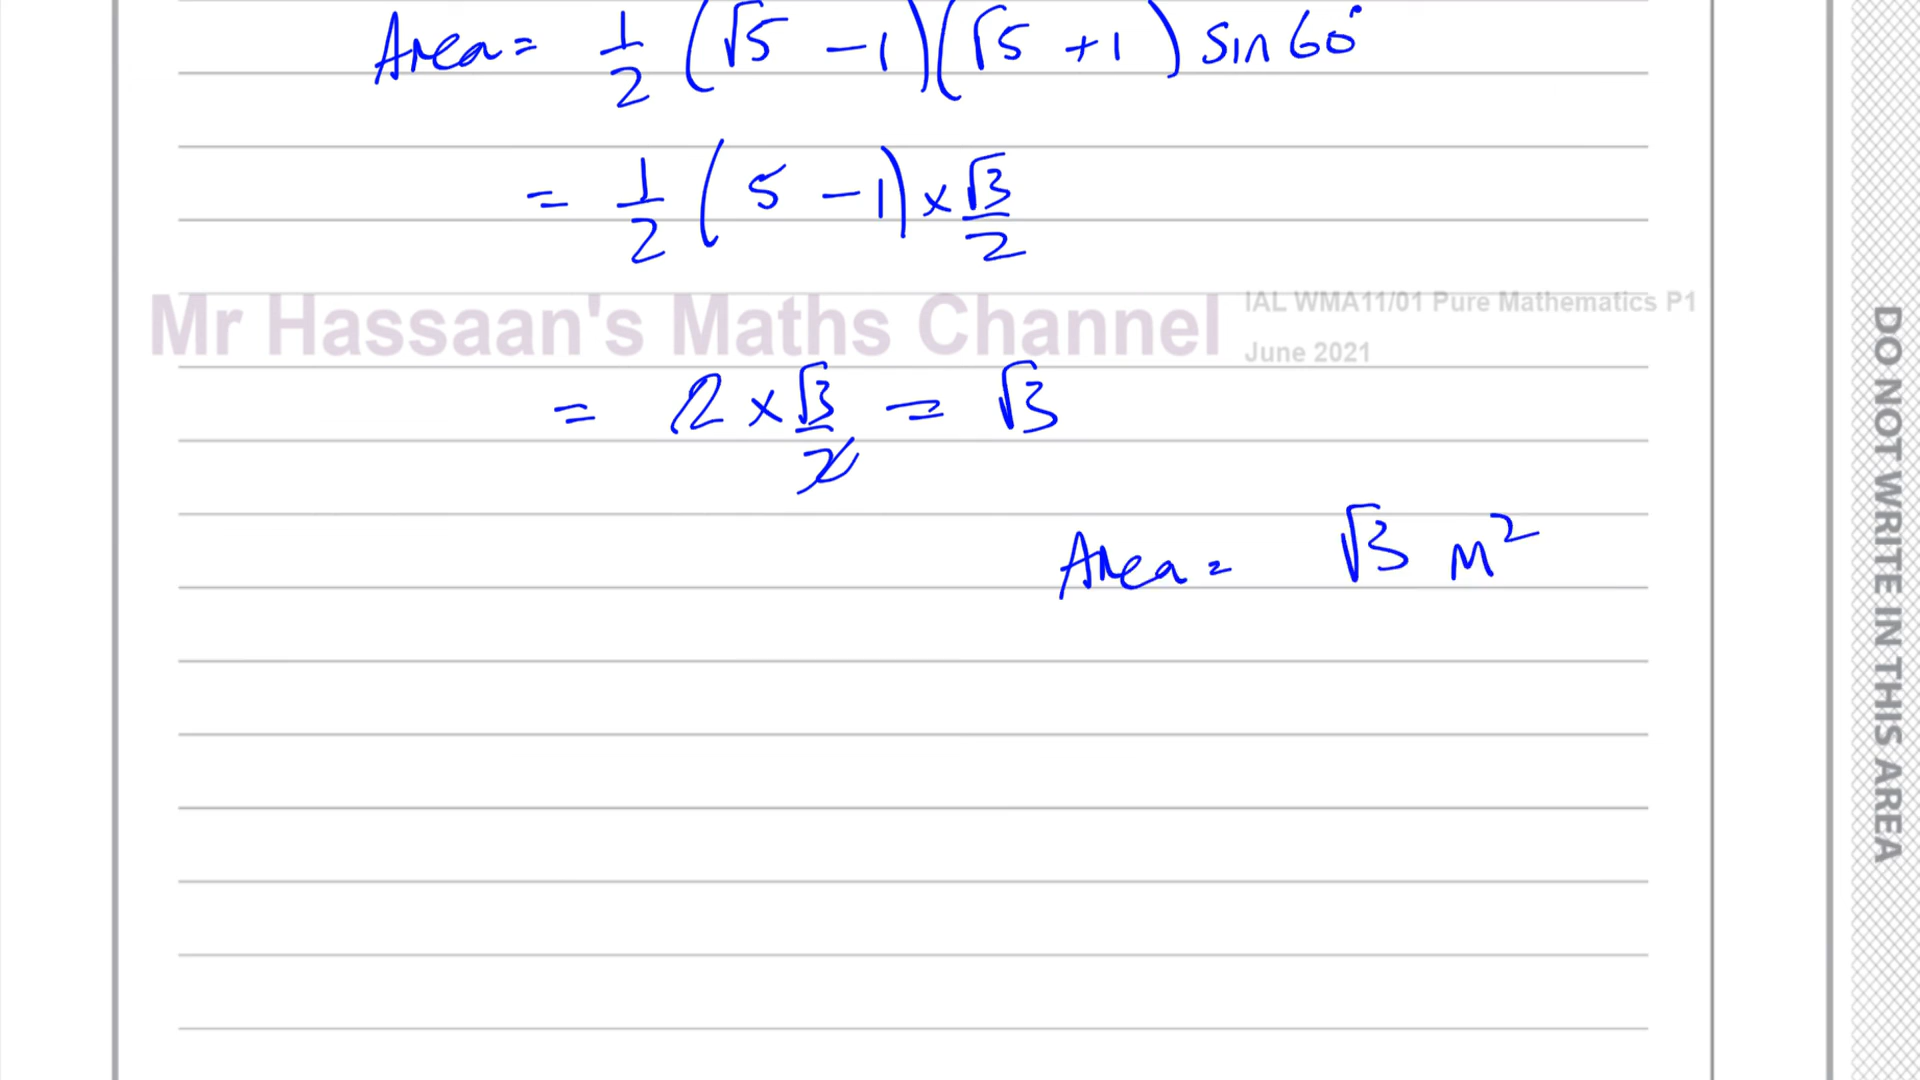 Area = 1/2 (√5 − 1)(√5 + 1) sin 60°
= 1/2 (5 − 1) × √3/2
Mr Hassaan's Maths Channel
IAL WMA11/01 Pure Mathematics P1
June 2021
= 2 × √3/2 = √3
Area = √3 m²
DO NOT WRITE IN THIS AREA